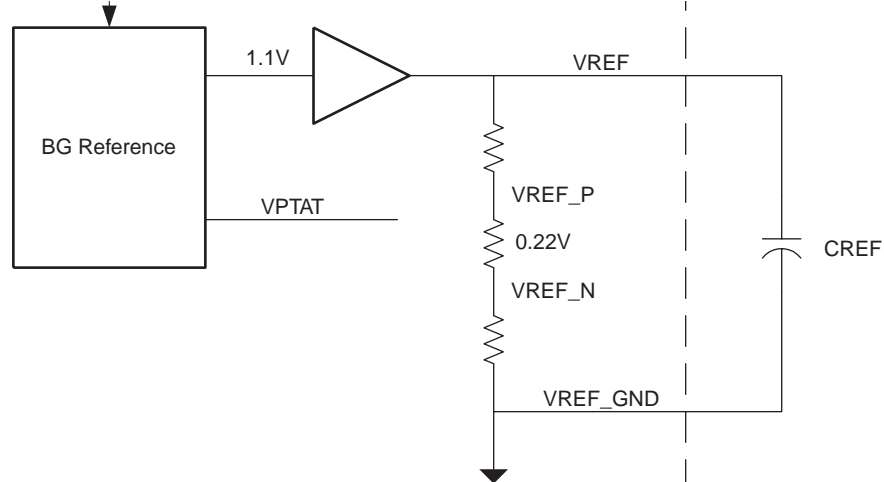 1.1V
VREF
BG Reference
VPTAT
VREF_P
0.22V
CREF
VREF_N
VREF_GND